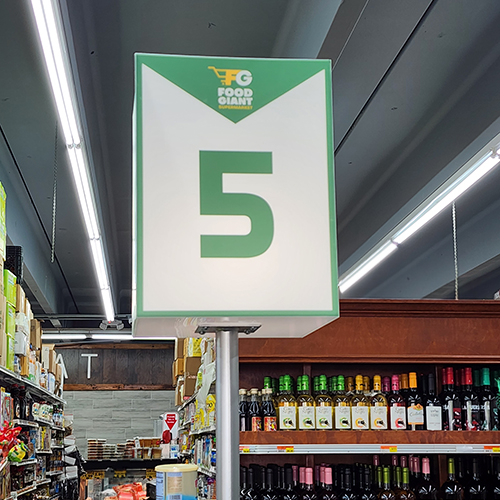 FG
FOOD
GIANT
SUPERMARKET
5
A T